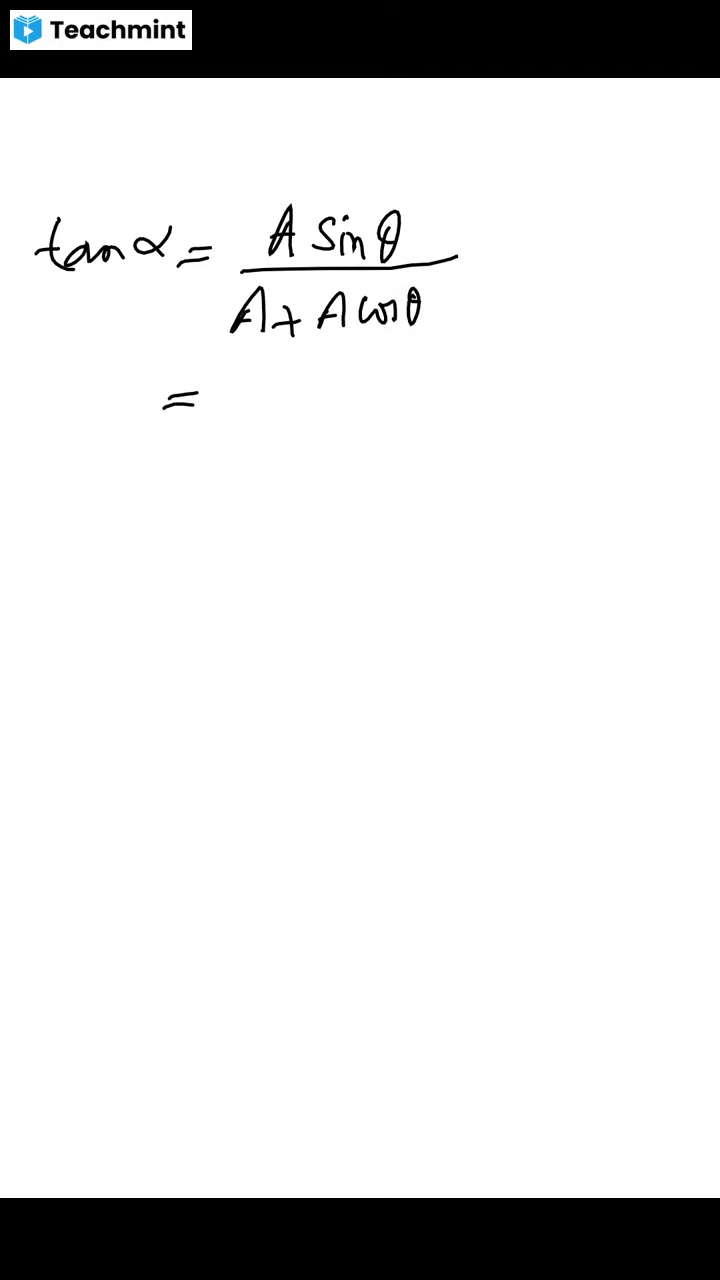 Teachmint
tan α = A sin θ
A + A cos θ
=